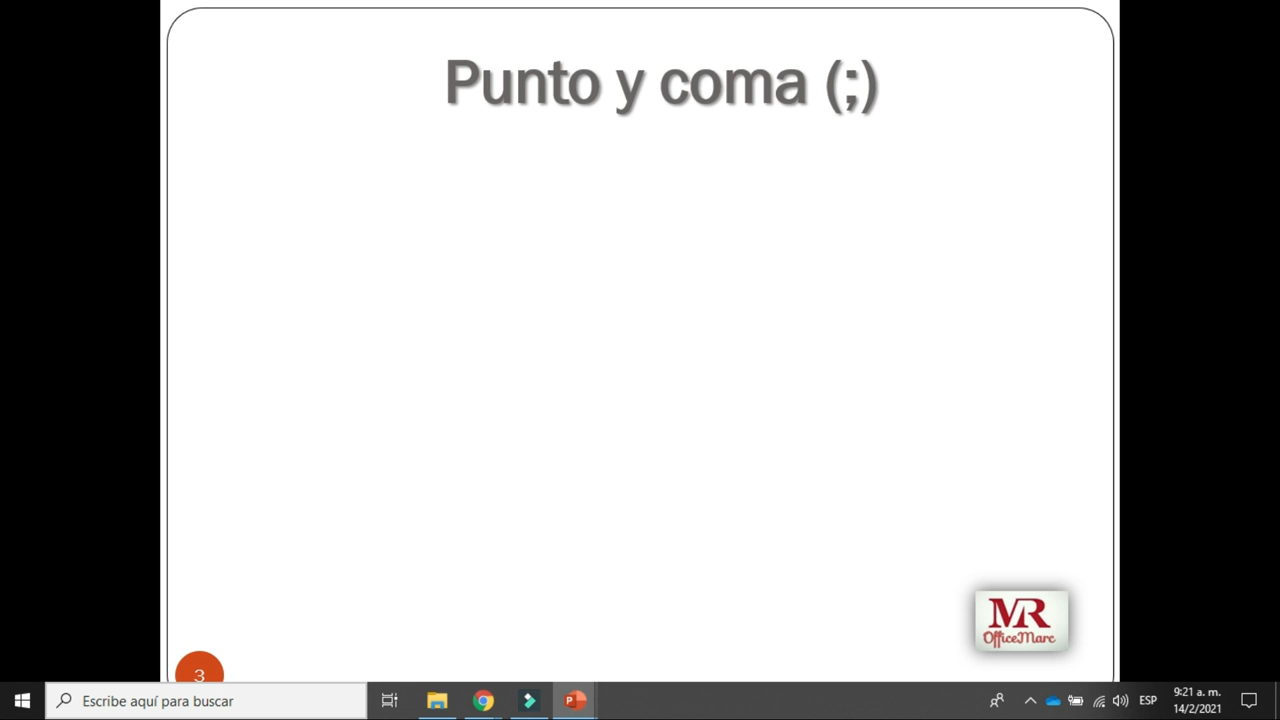 Punto y coma (;)
MR
OfficeMarc
3
Escribe aquí para buscar
ESP
9:21 a. m.
14/2/2021